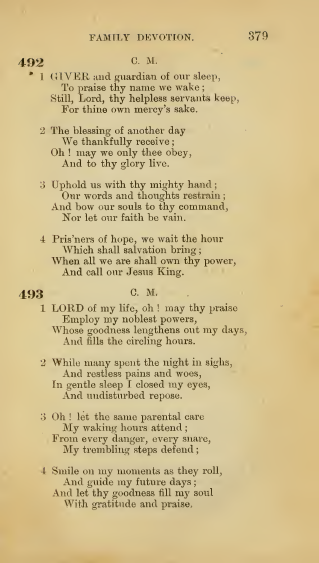 FAMILY DEVOTION. 379
492 C. M.
1 GIVER and guardian of our sleep,
To praise thy name we wake;
Still, Lord, thy helpless servants keep,
For thine own mercy's sake.
2 The blessing of another day
We thankfully receive;
Oh! may we only thee obey,
And to thy glory live.
3 Uphold us with thy mighty hand;
Our words and thoughts restrain;
And bow our souls to thy command,
Nor let our faith be vain.
4 Pris'ners of hope, we wait the hour
Which shall salvation bring;
When all we are shall own thy power,
And call our Jesus King.
493 C. M.
1 LORD of my life, oh! may thy praise
Employ my noblest powers,
Whose goodness lengthens out my days,
And fills the circling hours.
2 While many spent the night in sighs,
And restless pains and woes,
In gentle sleep I closed my eyes,
And undisturbed repose.
3 Oh! let the same parental care
My waking hours attend;
From every danger, every snare,
My trembling steps defend;
4 Smile on my moments as they roll,
And guide my future days;
And let thy goodness fill my soul
With gratitude and praise.